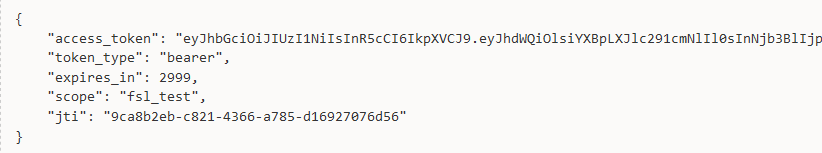 {
"access_token": "eyJhbGciOiJIUzI1NiIsInR5cCI6IkpXVCJ9.eyJhdWQiOlsiYXBpLXJlc291cmNlIl0sInNjb3BlIjp
"token_type": "bearer",
"expires_in": 2999,
"scope": "fsl_test",
"jti": "9ca8b2eb-c821-4366-a785-d16927076d56"
}